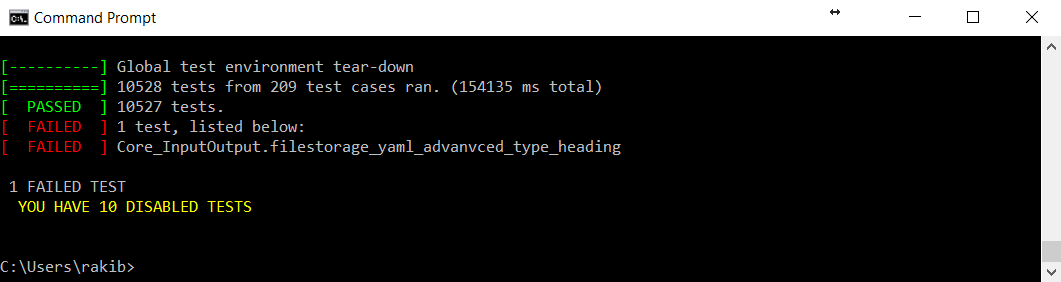 Command Prompt
[----------] Global test environment tear-down
[==========] 10528 tests from 209 test cases ran. (154135 ms total)
[  PASSED  ] 10527 tests.
[  FAILED  ] 1 test, listed below:
[  FAILED  ] Core_InputOutput.filestorage_yaml_advanvced_type_heading
1 FAILED TEST
YOU HAVE 10 DISABLED TESTS
C:\Users\rakib>